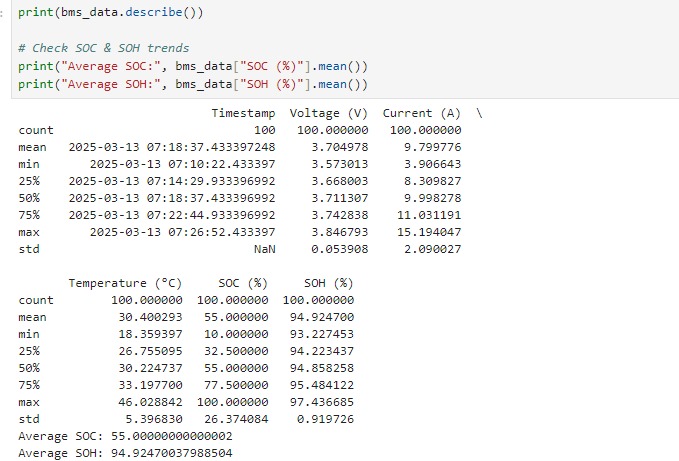 print(bms_data.describe())
# Check SOC & SOH trends
print("Average SOC:", bms_data["SOC (%)"].mean())
print("Average SOH:", bms_data["SOH (%)"].mean())
Timestamp Voltage (V) Current (A) \
count 100 100.000000 100.000000
mean 2025-03-13 07:18:37.433397248 3.704978 9.799776
min 2025-03-13 07:10:22.433397 3.573013 3.906643
25% 2025-03-13 07:14:29.933396992 3.668003 8.309827
50% 2025-03-13 07:18:37.433396992 3.711307 9.998278
75% 2025-03-13 07:22:44.933396992 3.742838 11.031191
max 2025-03-13 07:26:52.433397 3.846793 15.194047
std NaN 0.053908 2.090027
Temperature (°C) SOC (%) SOH (%)
count 100.000000 100.000000 100.000000
mean 30.400293 55.000000 94.924700
min 18.359397 10.000000 93.227453
25% 26.755095 32.500000 94.223437
50% 30.224737 55.000000 94.858258
75% 33.197700 77.500000 95.484122
max 46.028842 100.000000 97.436685
std 5.396830 26.374084 0.919726
Average SOC: 55.00000000000002
Average SOH: 94.92470037988504